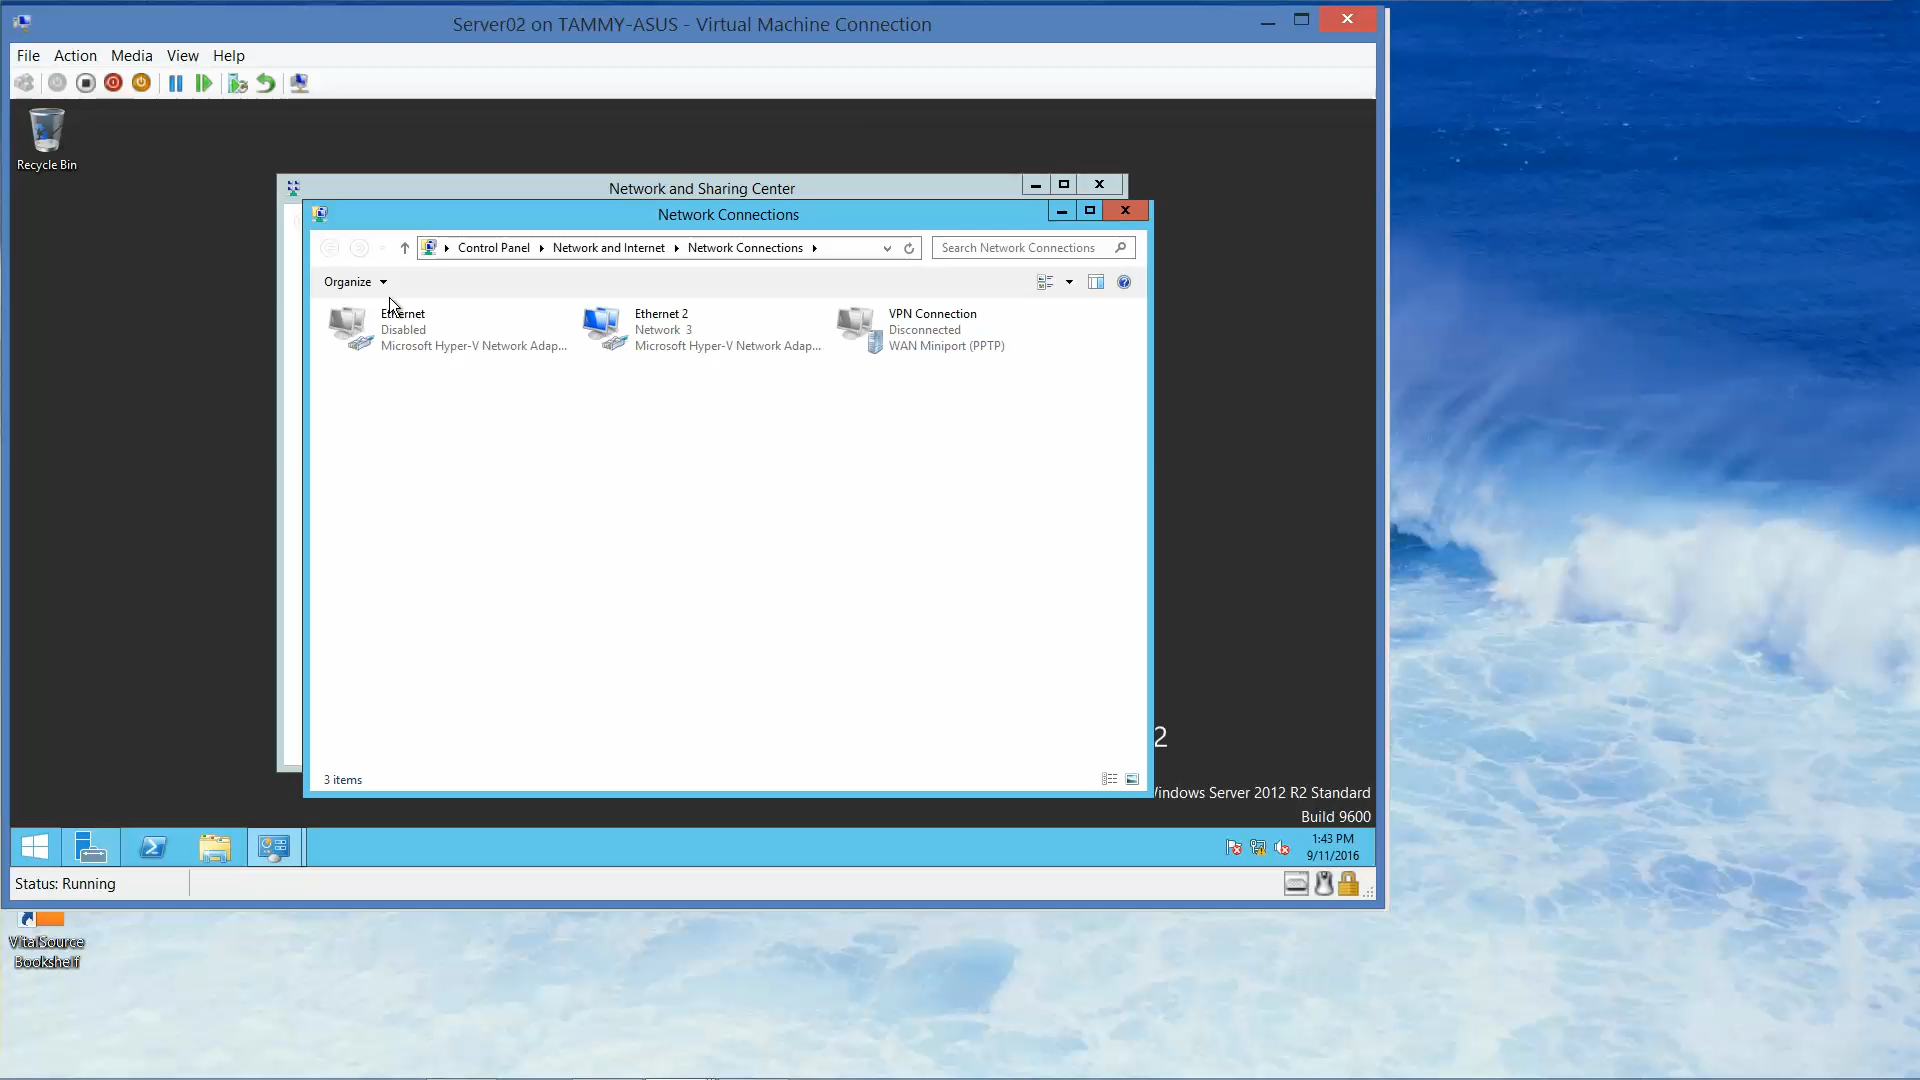 Server02 on TAMMY-ASUS - Virtual Machine Connection
File Action Media View Help
Recycle Bin
Network and Sharing Center
Network Connections
Control Panel Network and Internet Network Connections
Search Network Connections
Organize
Ethernet
Disabled
Microsoft Hyper-V Network Adap...
Ethernet 2
Network 3
Microsoft Hyper-V Network Adap...
VPN Connection
Disconnected
WAN Miniport (PPTP)
3 items
2
Windows Server 2012 R2 Standard
Build 9600
1:43 PM
9/11/2016
Status: Running
VitalSource
Bookshelf